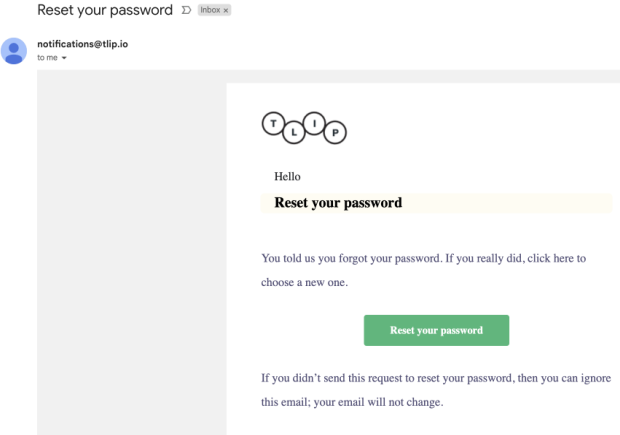 Reset your password Inbox x
notifications@tlip.io
to me
TLIP
Hello
Reset your password
You told us you forgot your password. If you really did, click here to
choose a new one.
Reset your password
If you didn’t send this request to reset your password, then you can ignore
this email; your email will not change.